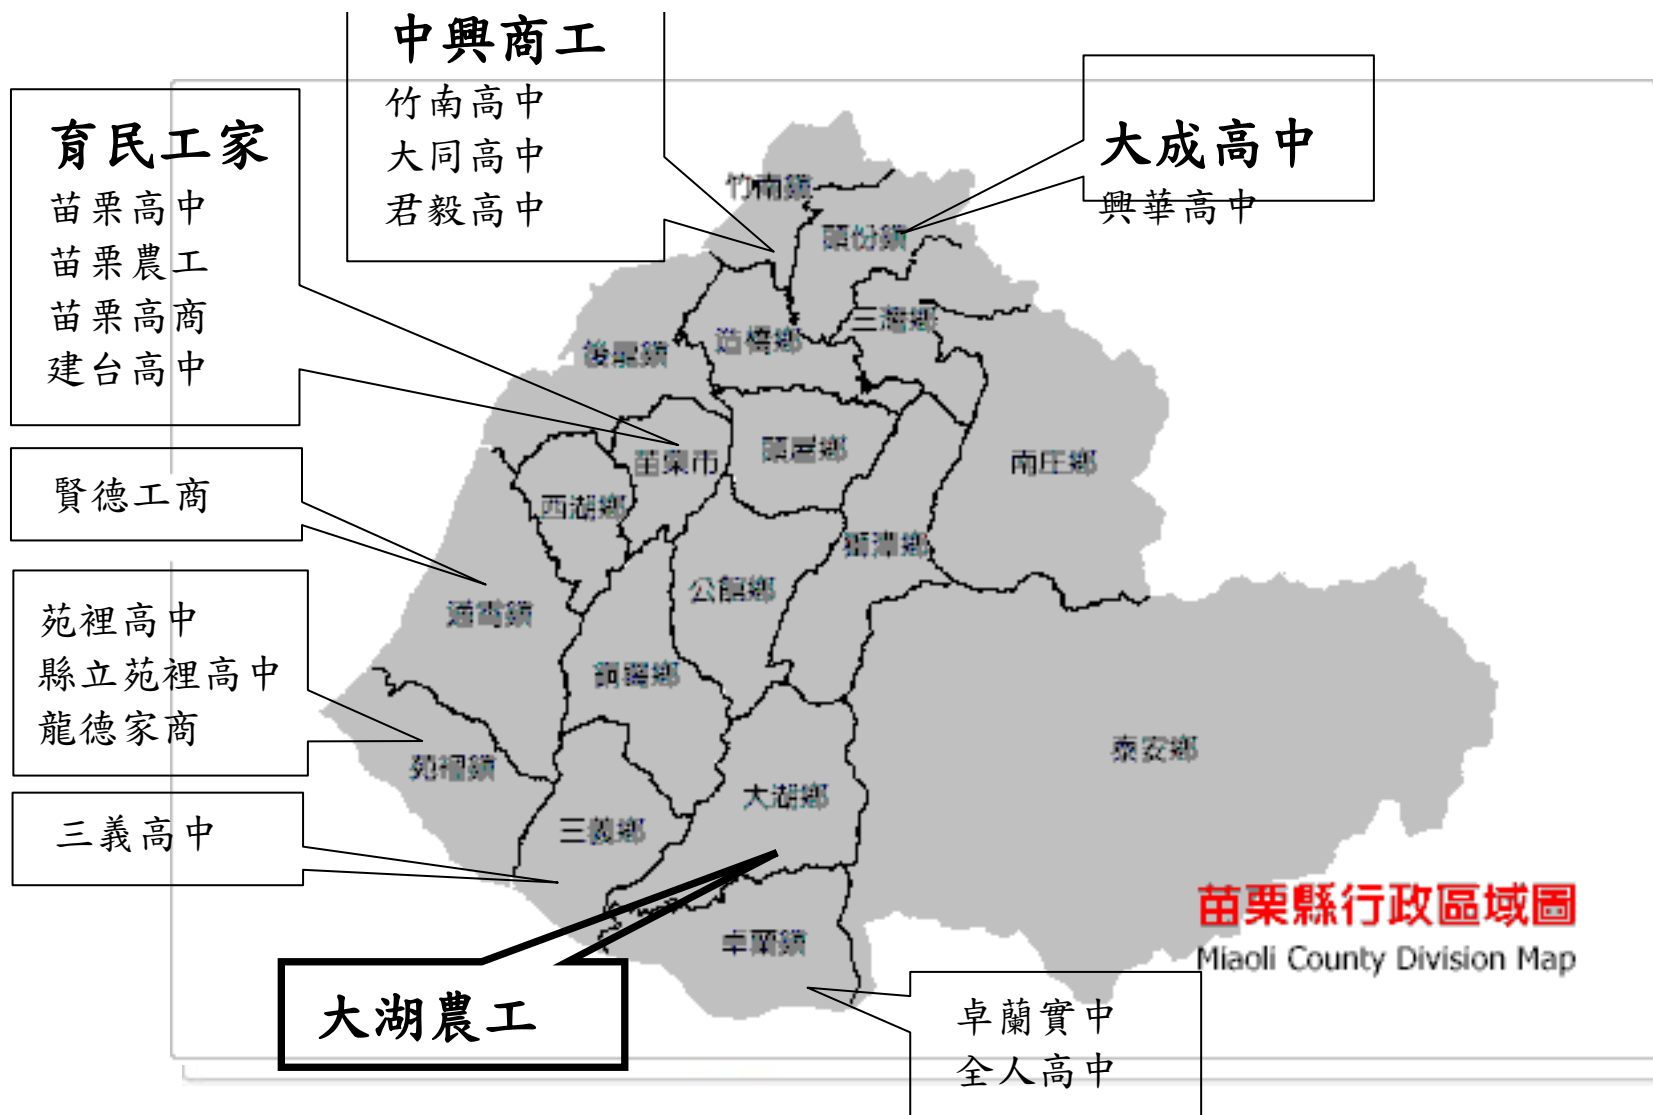 中興商工
竹南高中
大同高中
君毅高中
大成高中
興華高中
育民工家
苗栗高中
苗栗農工
苗栗高商
建台高中
賢德工商
苑裡高中
縣立苑裡高中
龍德家商
三義高中
大湖農工
卓蘭實中
全人高中
竹南鎮
頭份鎮
三灣鄉
造橋鄉
後龍鎮
苗栗市
頭屋鄉
南庄鄉
西湖鄉
獅潭鄉
公館鄉
通霄鎮
銅鑼鄉
苑裡鎮
大湖鄉
泰安鄉
三義鄉
卓蘭鎮
苗栗縣行政區域圖
Miaoli County Division Map